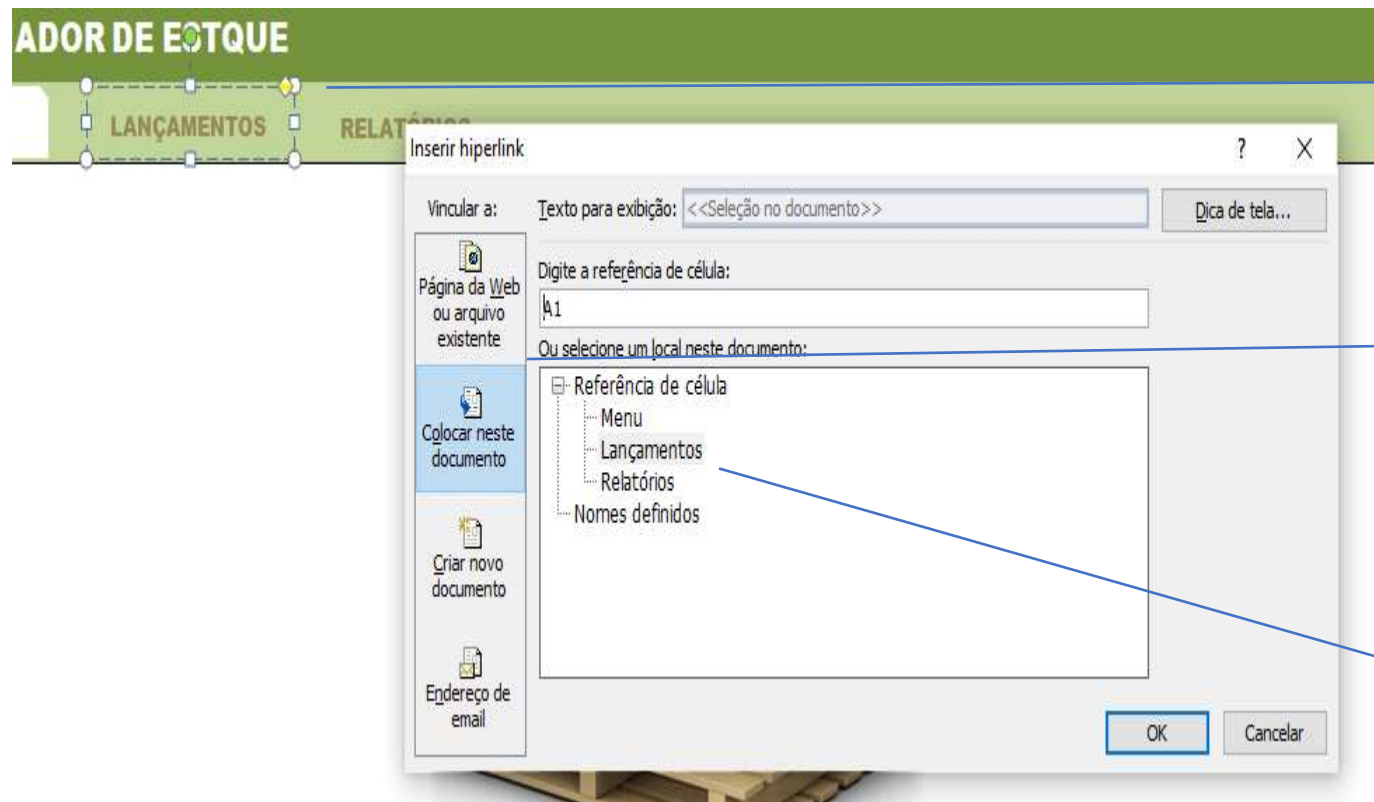 ADOR DE ESTQUE
LANÇAMENTOS
Inserir hiperlink
?
X
Vincular a:
Texto para exibição:
<<Seleção no documento>>
Dica de tela...
Página da Web
ou arquivo
existente
Colocar neste
documento
Criar novo
documento
Endereço de
email
Digite a referência de célula:
A1
Ou selecione um local neste documento:
Referência de célula
Menu
Lançamentos
Relatórios
Nomes definidos
OK
Cancelar